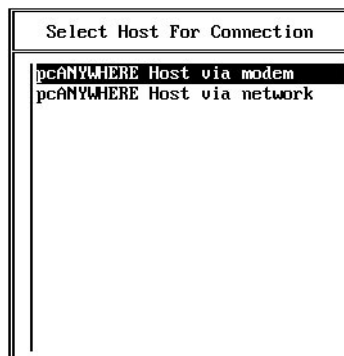 Select Host For Connection
pcANYWHERE Host via modem
pcANYWHERE Host via network